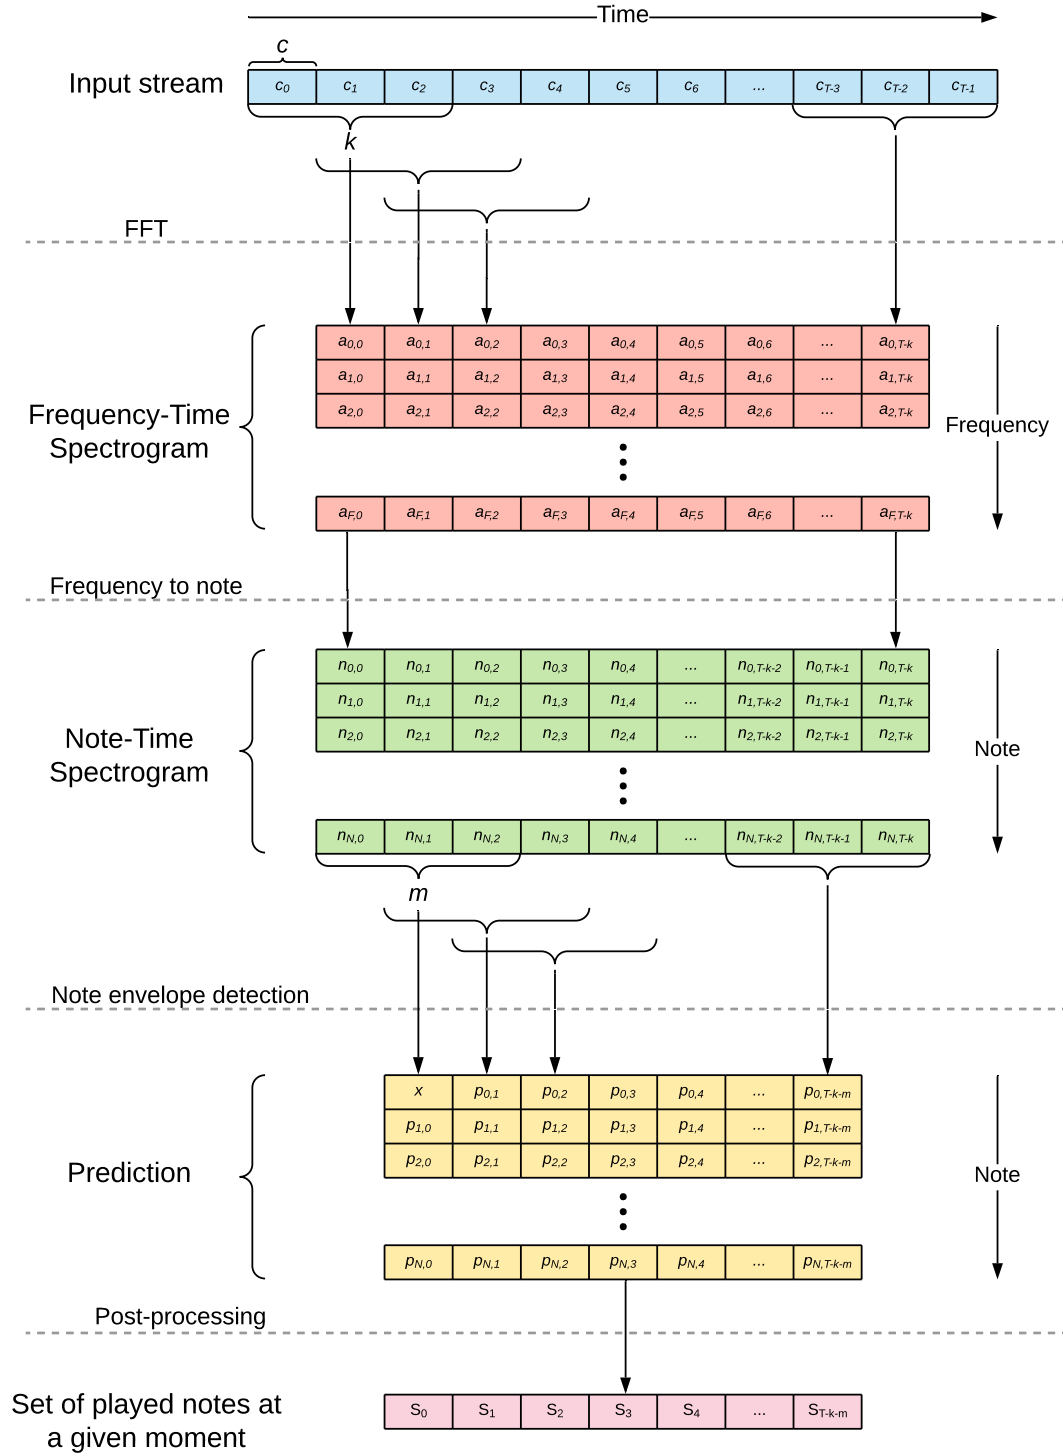 Time
c
Input stream
c0 c1 c2 c3 c4 c5 c6 ... cT-3 cT-2 cT-1
k
FFT
a0,0 a0,1 a0,2 a0,3 a0,4 a0,5 a0,6 ... a0,T-k
a1,0 a1,1 a1,2 a1,3 a1,4 a1,5 a1,6 ... a1,T-k
a2,0 a2,1 a2,2 a2,3 a2,4 a2,5 a2,6 ... a2,T-k
Frequency-Time
Spectrogram
Frequency
aF,0 aF,1 aF,2 aF,3 aF,4 aF,5 aF,6 ... aF,T-k
Frequency to note
n0,0 n0,1 n0,2 n0,3 n0,4 ... n0,T-k-2 n0,T-k-1 n0,T-k
n1,0 n1,1 n1,2 n1,3 n1,4 ... n1,T-k-2 n1,T-k-1 n1,T-k
n2,0 n2,1 n2,2 n2,3 n2,4 ... n2,T-k-2 n2,T-k-1 n2,T-k
Note-Time
Spectrogram
Note
nN,0 nN,1 nN,2 nN,3 nN,4 ... nN,T-k-2 nN,T-k-1 nN,T-k
m
Note envelope detection
x p0,1 p0,2 p0,3 p0,4 ... p0,T-k-m
p1,0 p1,1 p1,2 p1,3 p1,4 ... p1,T-k-m
p2,0 p2,1 p2,2 p2,3 p2,4 ... p2,T-k-m
Prediction
Note
pN,0 pN,1 pN,2 pN,3 pN,4 ... pN,T-k-m
Post-processing
Set of played notes at
a given moment
S0 S1 S2 S3 S4 ... ST-k-m